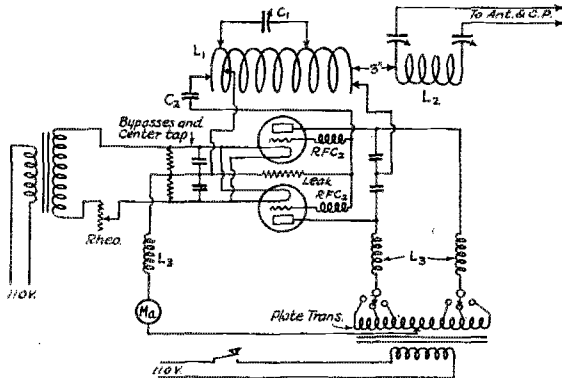 To Ant. & C.P.
C1
L1
3"
L2
C2
Bypasses and
Center tap
RFC2
Leak
RFC2
Rheo.
L3
L3
110V.
Ma
Plate Trans.
110V.